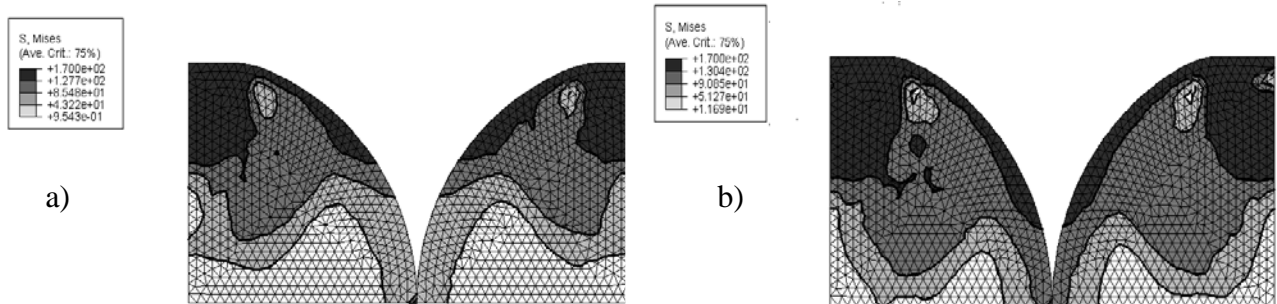 S, Mises
(Ave. Crit.: 75%)
+1.700e+02
+1.277e+02
+8.548e+01
+4.322e+01
+9.543e-01
a)
S, Mises
(Ave. Crit.: 75%)
+1.700e+02
+1.304e+02
+9.085e+01
+5.127e+01
+1.169e+01
b)